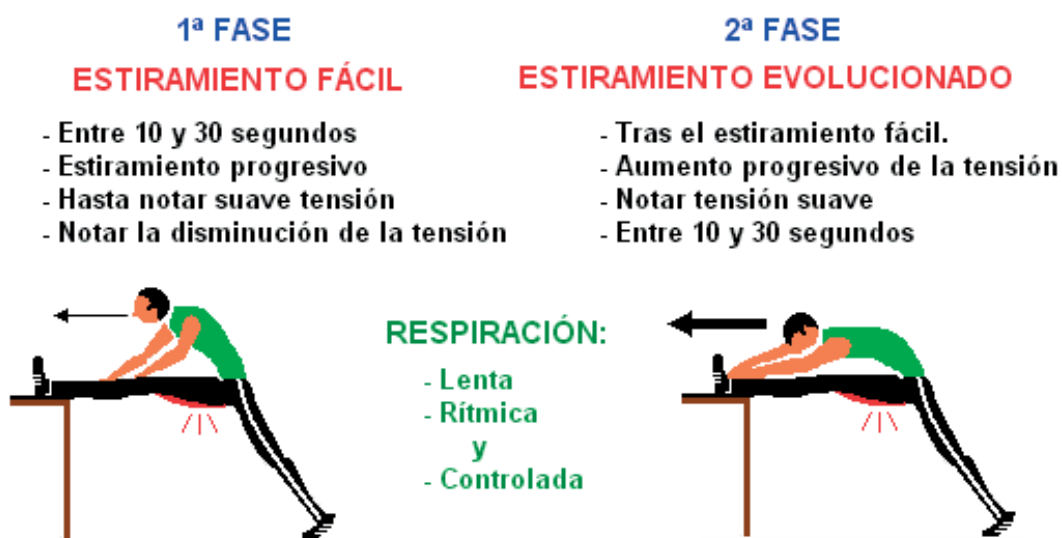 1ª FASE
ESTIRAMIENTO FÁCIL
- Entre 10 y 30 segundos
- Estiramiento progresivo
- Hasta notar suave tensión
- Notar la disminución de la tensión
2ª FASE
ESTIRAMIENTO EVOLUCIONADO
- Tras el estiramiento fácil.
- Aumento progresivo de la tensión
- Notar tensión suave
- Entre 10 y 30 segundos
RESPIRACIÓN:
- Lenta
- Rítmica
y
- Controlada